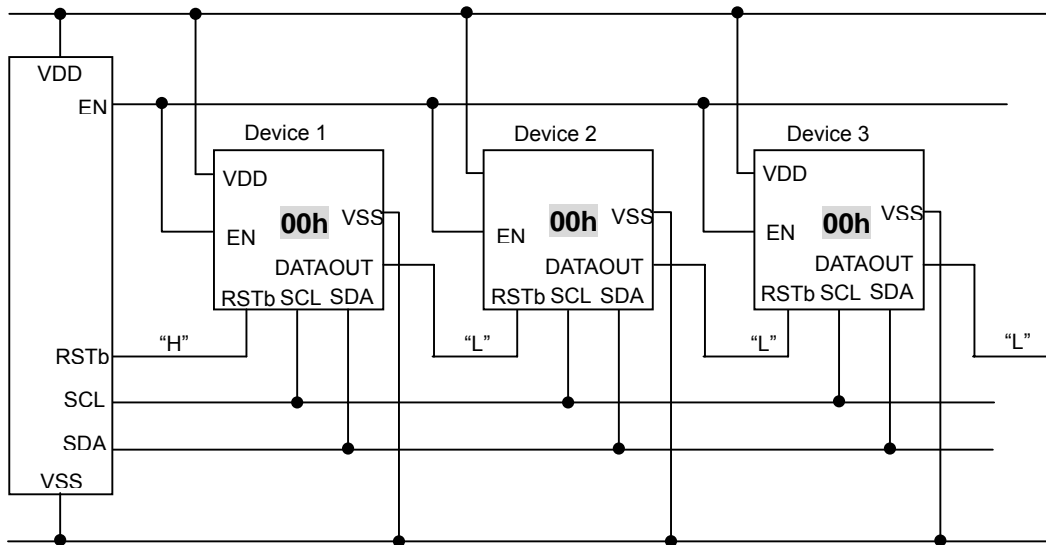 VDD
EN
Device 1
Device 2
Device 3
VDD
00h
VSS
EN
DATAOUT
RSTb SCL SDA
00h
VSS
EN
DATAOUT
RSTb SCL SDA
VDD
00h
VSS
EN
DATAOUT
RSTb SCL SDA
RSTb
“H”
“L”
“L”
“L”
SCL
SDA
VSS